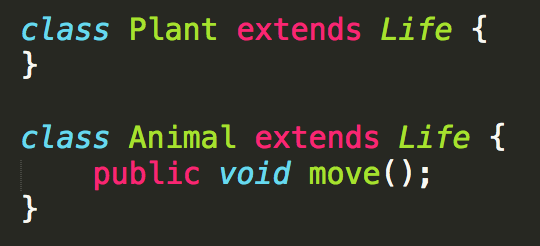 class Plant extends Life {
}
class Animal extends Life {
public void move();
}